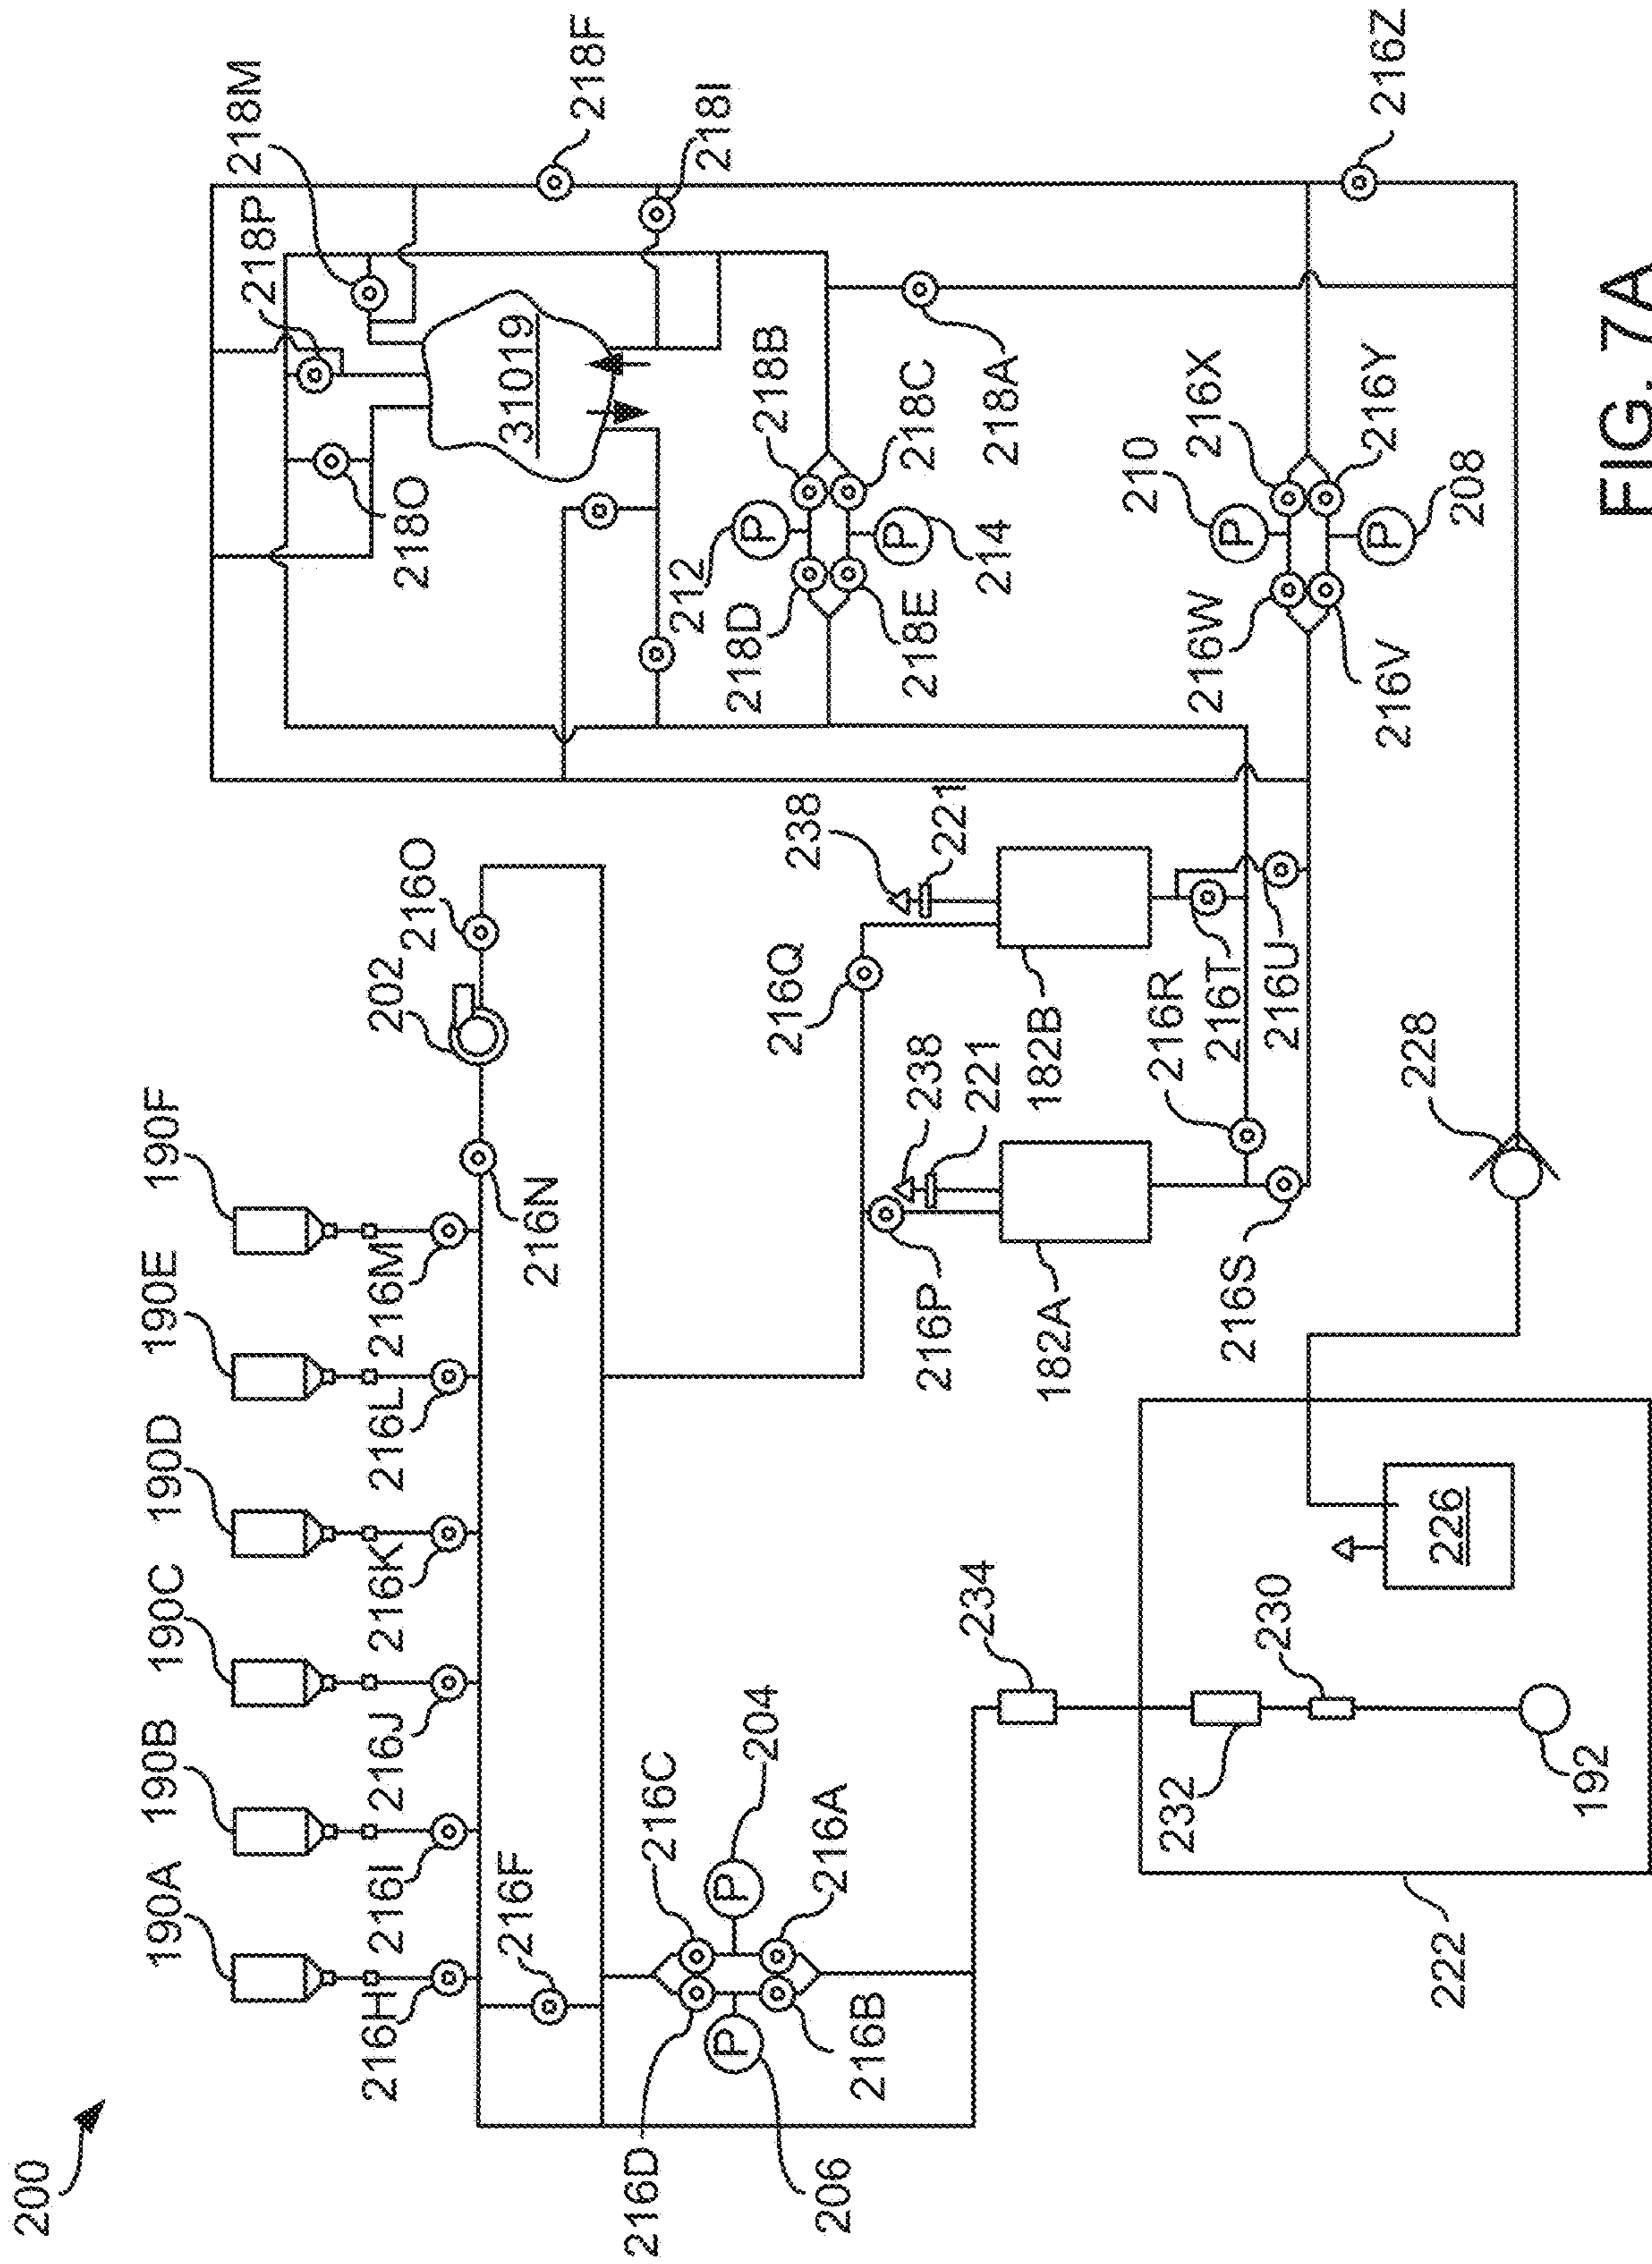 200
190A
190B
190C
190D
190E
190F
216H
216I
216J
216K
216L
216M
216N
202
216O
216F
216D
216C
P
204
206
P
216B
216A
234
232
230
192
226
222
228
216Q
216P
238
221
182A
238
221
182B
216R
216S
216T
216U
218O
218P
218M
218F
218I
31019
212
P
218D
218B
218E
218C
P
214
218A
210
P
216W
216X
216V
216Y
P
208
216Z
FIG. 7A